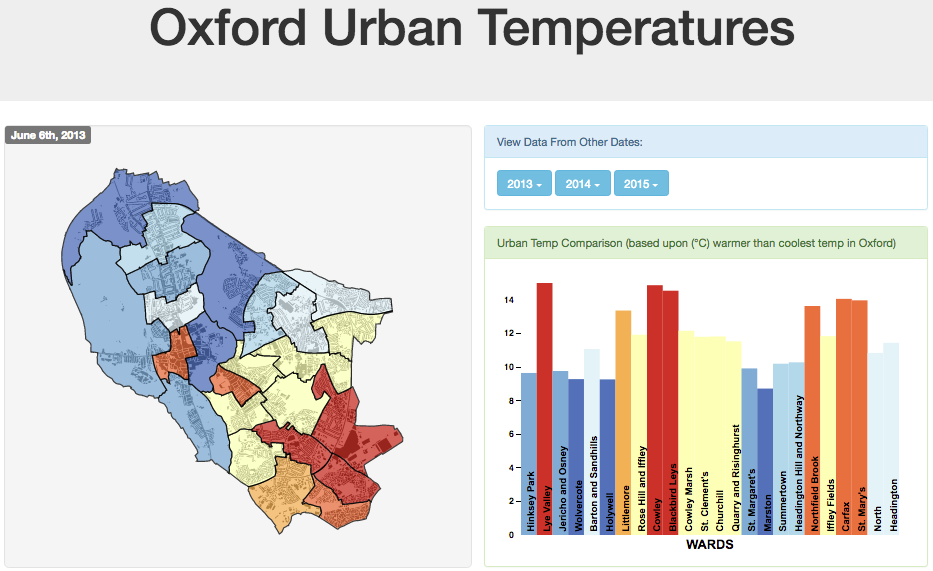 Oxford Urban Temperatures
June 6th, 2013
View Data From Other Dates:
2013 2014 2015
Urban Temp Comparison (based upon (°C) warmer than coolest temp in Oxford)
14
12
10
8
6
4
2
0
Hinksey Park
Lye Valley
Jericho and Osney
Wolvercote
Barton and Sandhills
Holywell
Littlemore
Rose Hill and Iffley
Cowley
Blackbird Leys
Cowley Marsh
St. Clement's
Churchill
Quarry and Risinghurst
St. Margaret's
Marston
Summertown
Headington Hill and Northway
Northfield Brook
Iffley Fields
Carfax
St. Mary's
North
Headington
WARDS